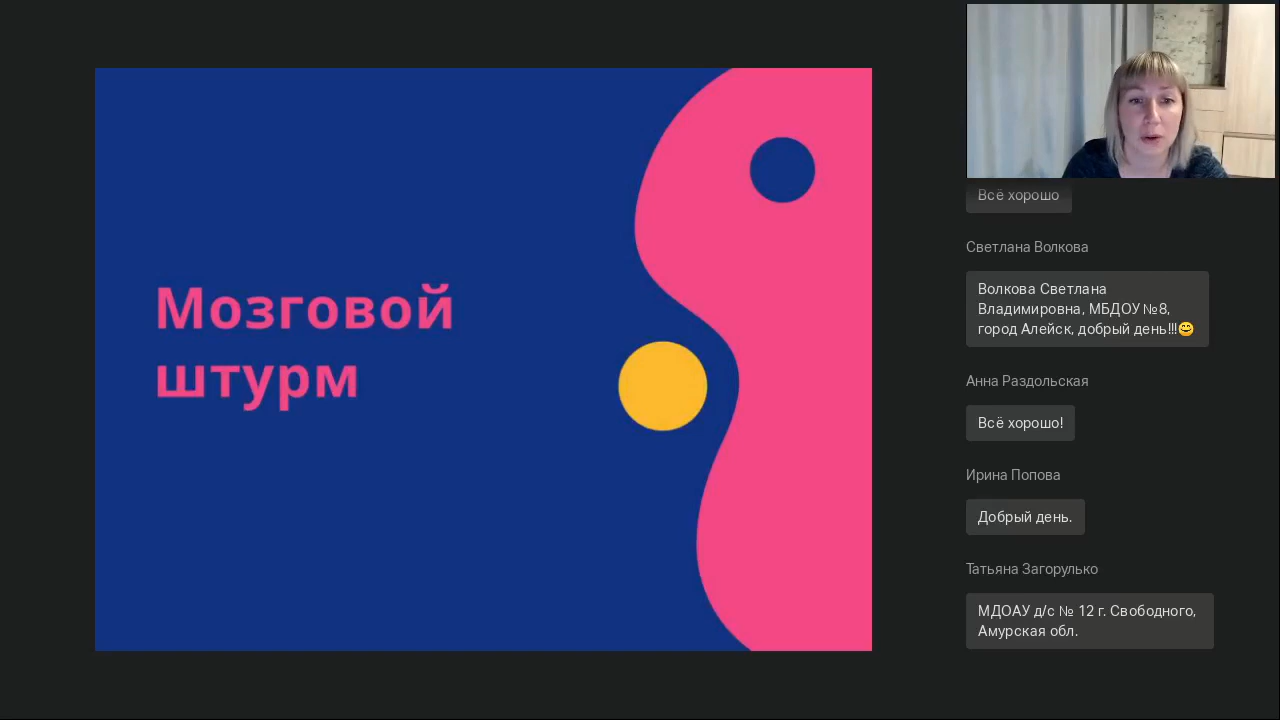 Мозговой
штурм
Всё хорошо
Светлана Волкова
Волкова Светлана
Владимировна, МБДОУ №8,
город Алейск, добрый день!!!😊
Анна Раздольская
Всё хорошо!
Ирина Попова
Добрый день.
Татьяна Загорулько
МДОАУ д/с № 12 г. Свободного,
Амурская обл.